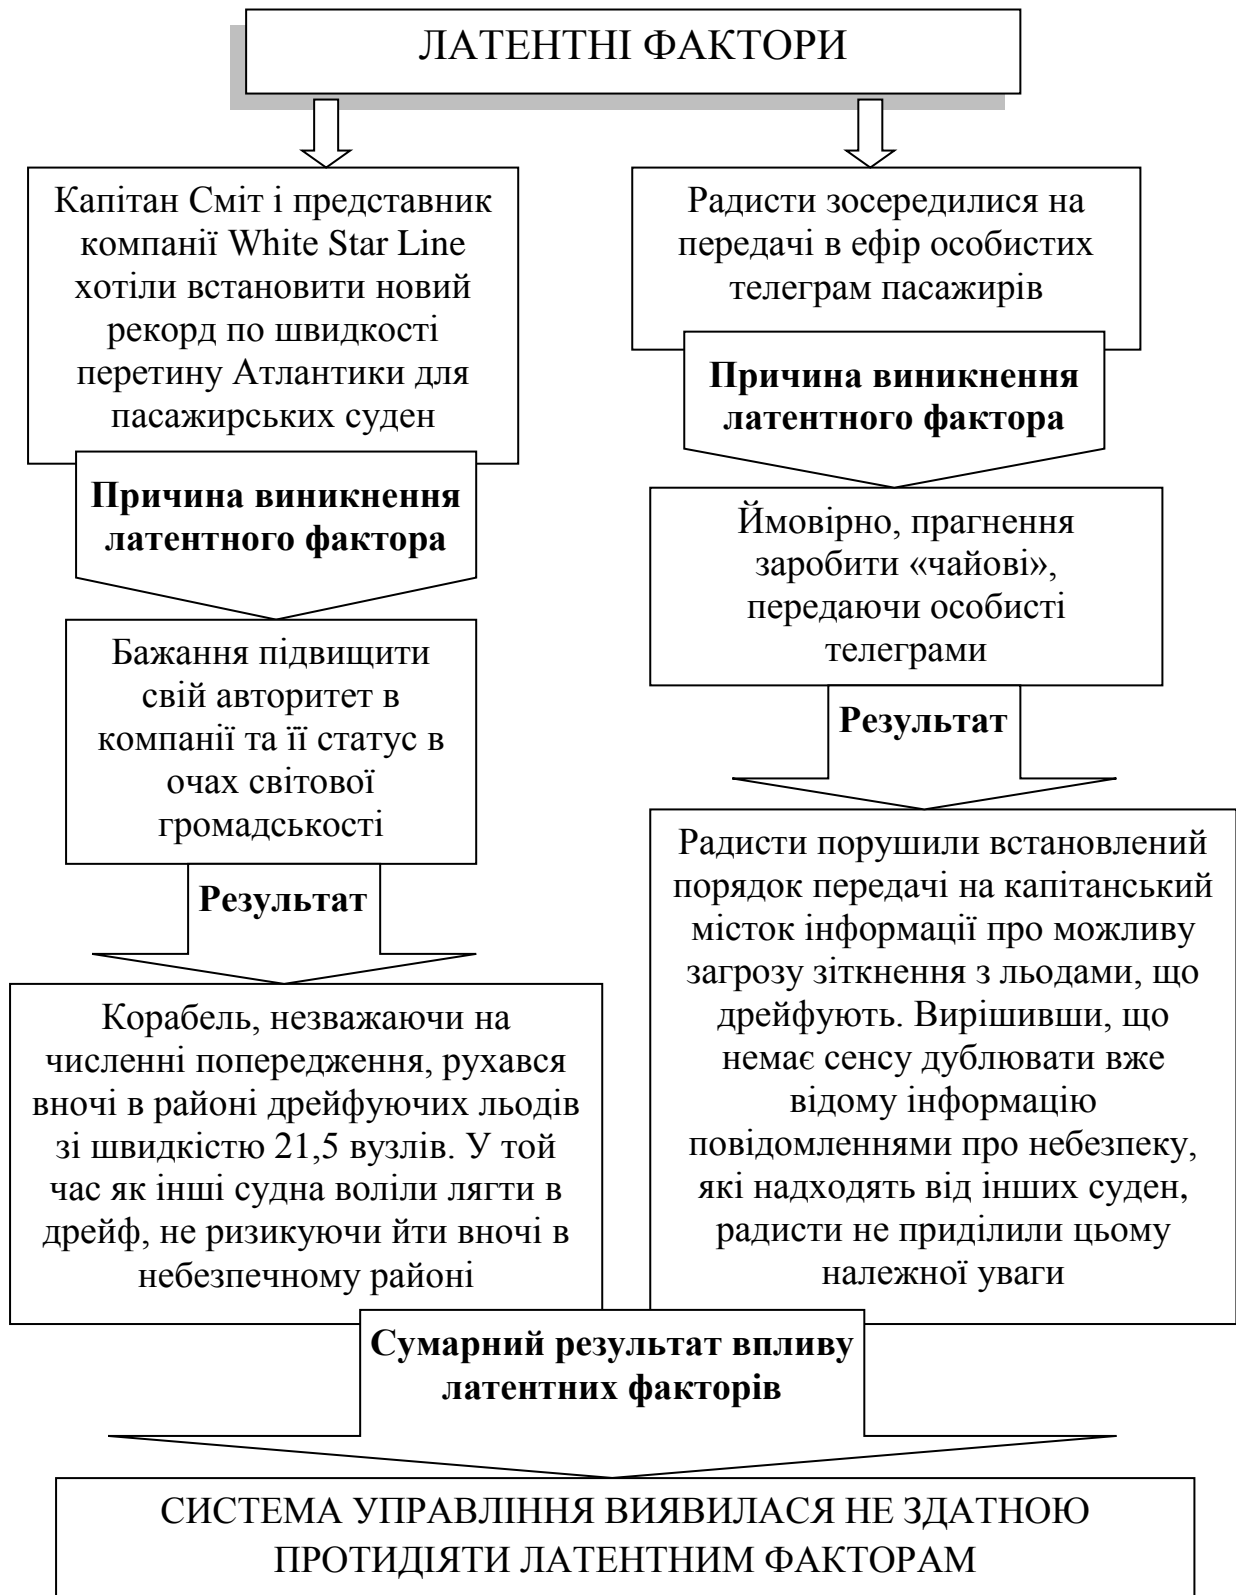 ЛАТЕНТНІ ФАКТОРИ
Капітан Сміт і представник
компанії White Star Line
хотіли встановити новий
рекорд по швидкості
перетину Атлантики для
пасажирських суден
Причина виникнення
латентного фактора
Бажання підвищити
свій авторитет в
компанії та її статус в
очах світової
громадськості
Результат
Корабель, незважаючи на
численні попередження, рухався
вночі в районі дрейфуючих льодів
зі швидкістю 21,5 вузлів. У той
час як інші судна воліли лягти в
дрейф, не ризикуючи йти вночі в
небезпечному районі
Радисти зосередилися на
передачі в ефір особистих
телеграм пасажирів
Причина виникнення
латентного фактора
Ймовірно, прагнення
заробити «чайові»,
передаючи особисті
телеграми
Результат
Радисти порушили встановлений
порядок передачі на капітанський
місток інформації про можливу
загрозу зіткнення з льодами, що
дрейфують. Вирішивши, що
немає сенсу дублювати вже
відому інформацію
повідомленнями про небезпеку,
які надходять від інших суден,
радисти не приділили цьому
належної уваги
Сумарний результат впливу
латентних факторів
СИСТЕМА УПРАВЛІННЯ ВИЯВИЛАСЯ НЕ ЗДАТНОЮ
ПРОТИДІЯТИ ЛАТЕНТНИМ ФАКТОРАМ